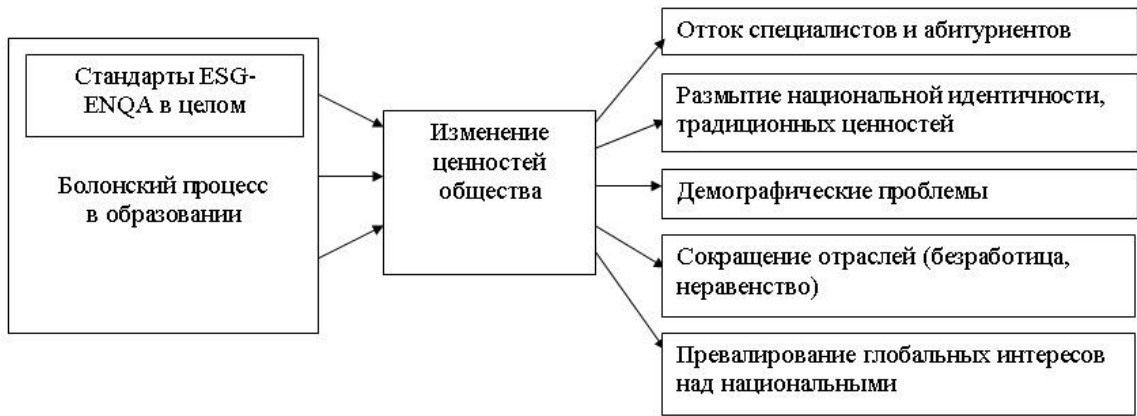 Стандарты ESG-
ENQA в целом
Болонский процесс
в образовании
Изменение
ценностей
общества
Отток специалистов и абитуриентов
Размытие национальной идентичности,
традиционных ценностей
Демографические проблемы
Сокращение отраслей (безработица,
неравенство)
Превалирование глобальных интересов
над национальными